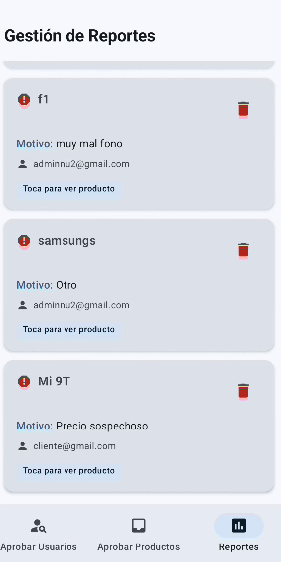 Gestión de Reportes
f1
Motivo: muy mal fono
adminnu2@gmail.com
Toca para ver producto
samsungs
Motivo: Otro
adminnu2@gmail.com
Toca para ver producto
Mi 9T
Motivo: Precio sospechoso
cliente@gmail.com
Toca para ver producto
Aprobar Usuarios
Aprobar Productos
Reportes